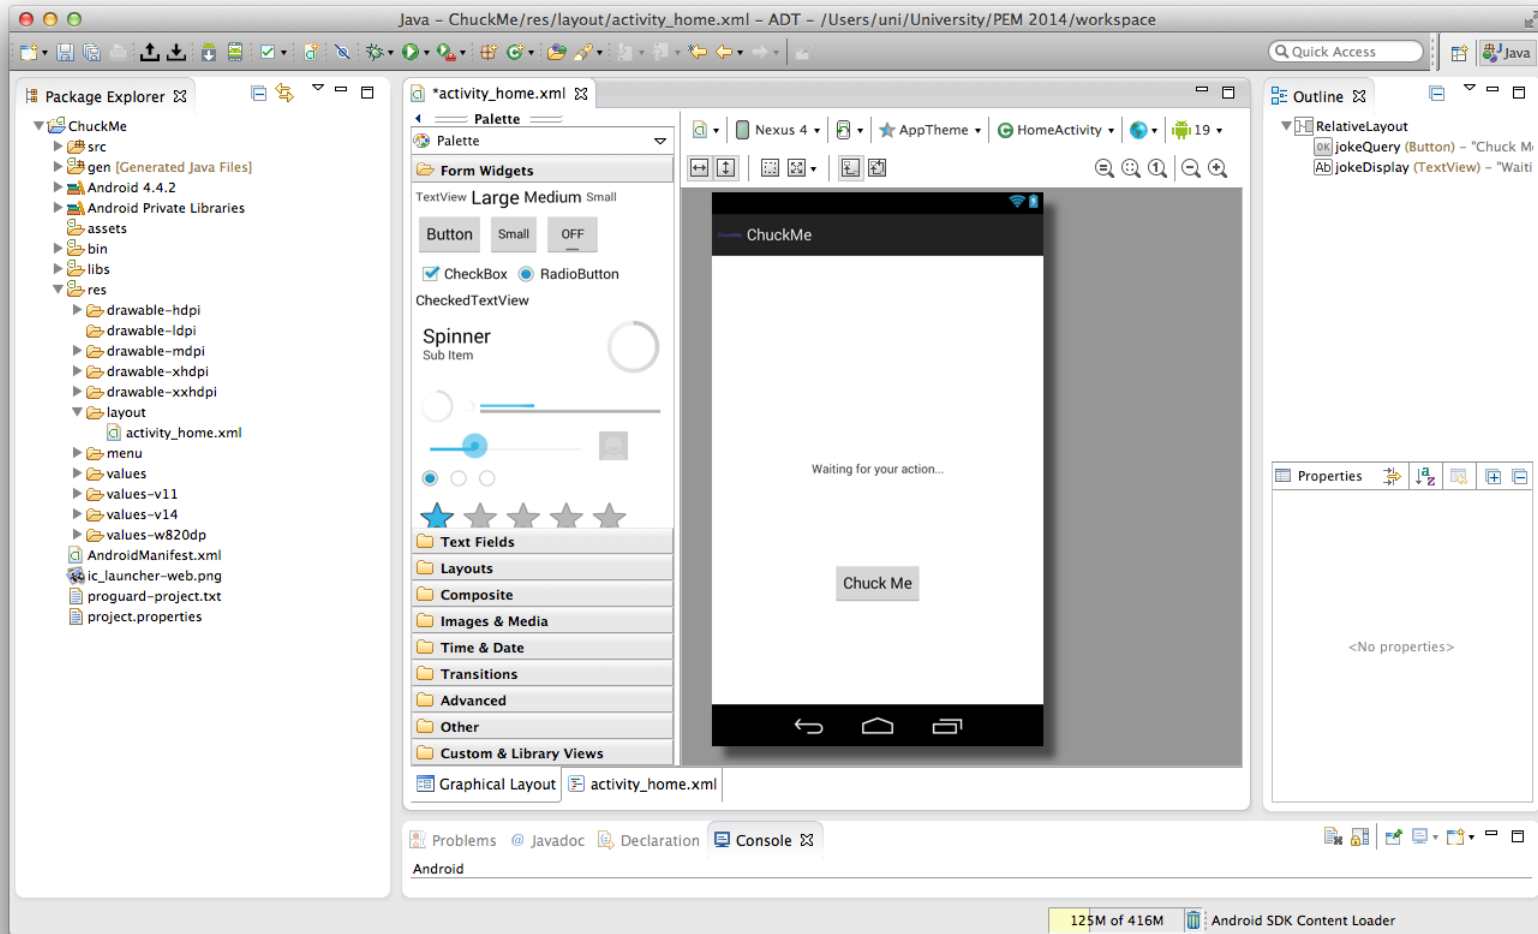 Java – ChuckMe/res/layout/activity_home.xml – ADT – /Users/uni/University/PEM 2014/workspace
Quick Access
Java
Package Explorer
ChuckMe
src
gen [Generated Java Files]
Android 4.4.2
Android Private Libraries
assets
bin
libs
res
drawable-hdpi
drawable-ldpi
drawable-mdpi
drawable-xhdpi
drawable-xxhdpi
layout
activity_home.xml
menu
values
values-v11
values-v14
values-w820dp
AndroidManifest.xml
ic_launcher-web.png
proguard-project.txt
project.properties
*activity_home.xml
Palette
Palette
Form Widgets
TextView Large Medium Small
Button Small OFF
CheckBox RadioButton
CheckedTextView
Spinner
Sub Item
Text Fields
Layouts
Composite
Images & Media
Time & Date
Transitions
Advanced
Other
Custom & Library Views
Graphical Layout activity_home.xml
Nexus 4 AppTheme HomeActivity 19
ChuckMe
Waiting for your action...
Chuck Me
Outline
RelativeLayout
OK jokeQuery (Button) – "Chuck M
Ab jokeDisplay (TextView) – "Waiti
Properties
<No properties>
Problems @ Javadoc Declaration Console
Android
125M of 416M Android SDK Content Loader